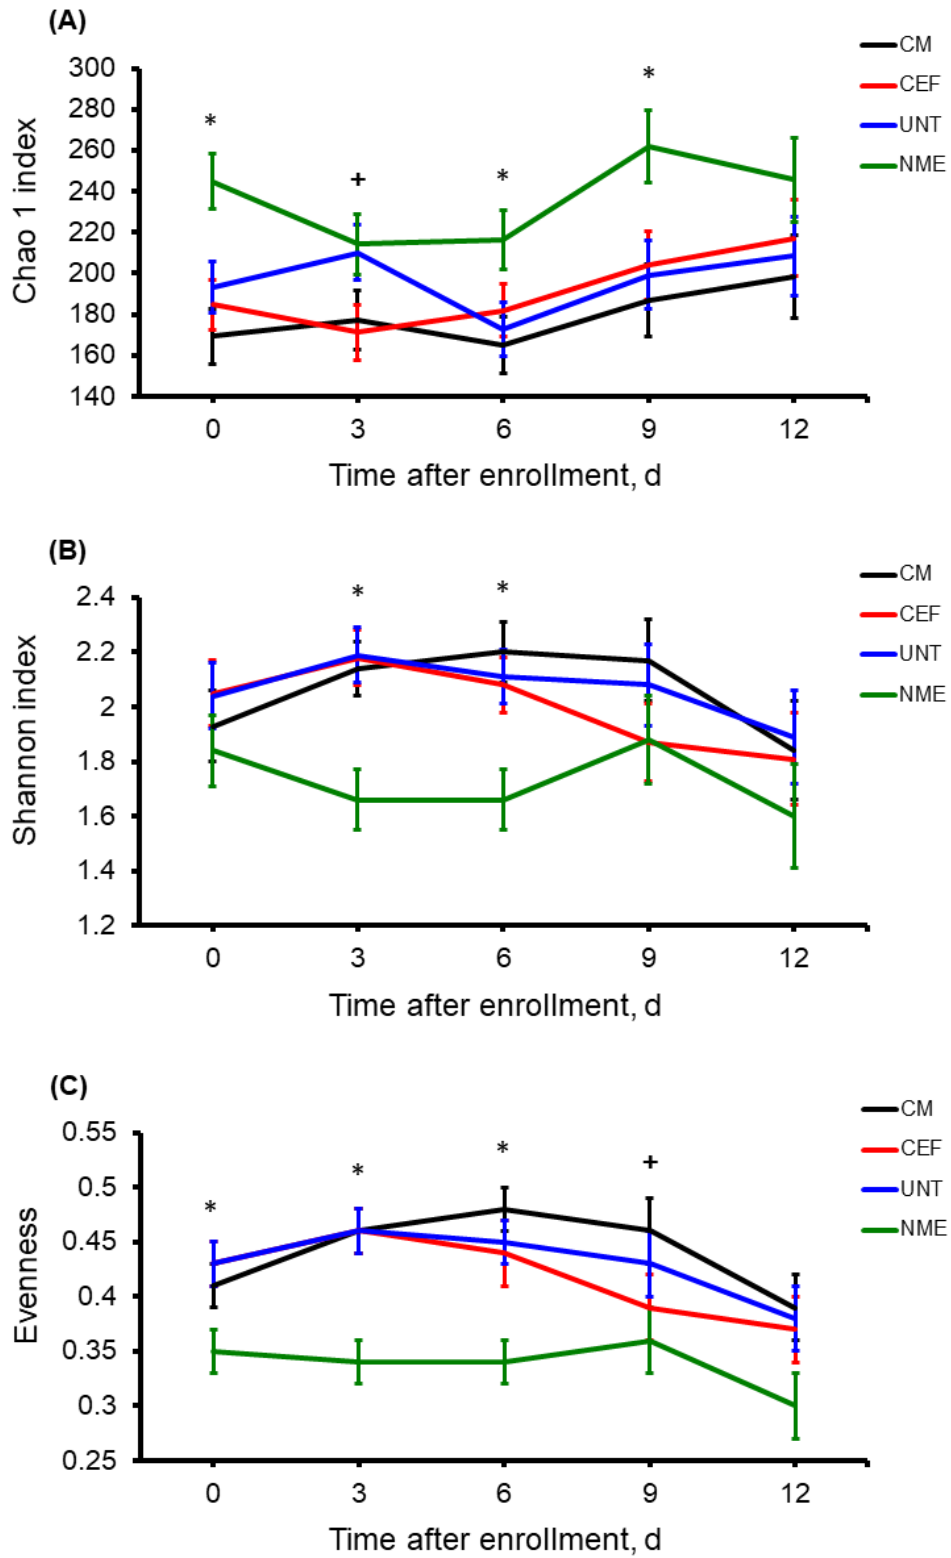 (A)
CM
CEF
UNT
NME
*
+
*
*
300
280
260
240
220
200
180
160
140
Chao 1 index
0 3 6 9 12
Time after enrollment, d
(B)
CM
CEF
UNT
NME
* *
2.4
2.2
2
1.8
1.6
1.4
1.2
Shannon index
0 3 6 9 12
Time after enrollment, d
(C)
CM
CEF
UNT
NME
*
*
*
+
0.55
0.5
0.45
0.4
0.35
0.3
0.25
Evenness
0 3 6 9 12
Time after enrollment, d